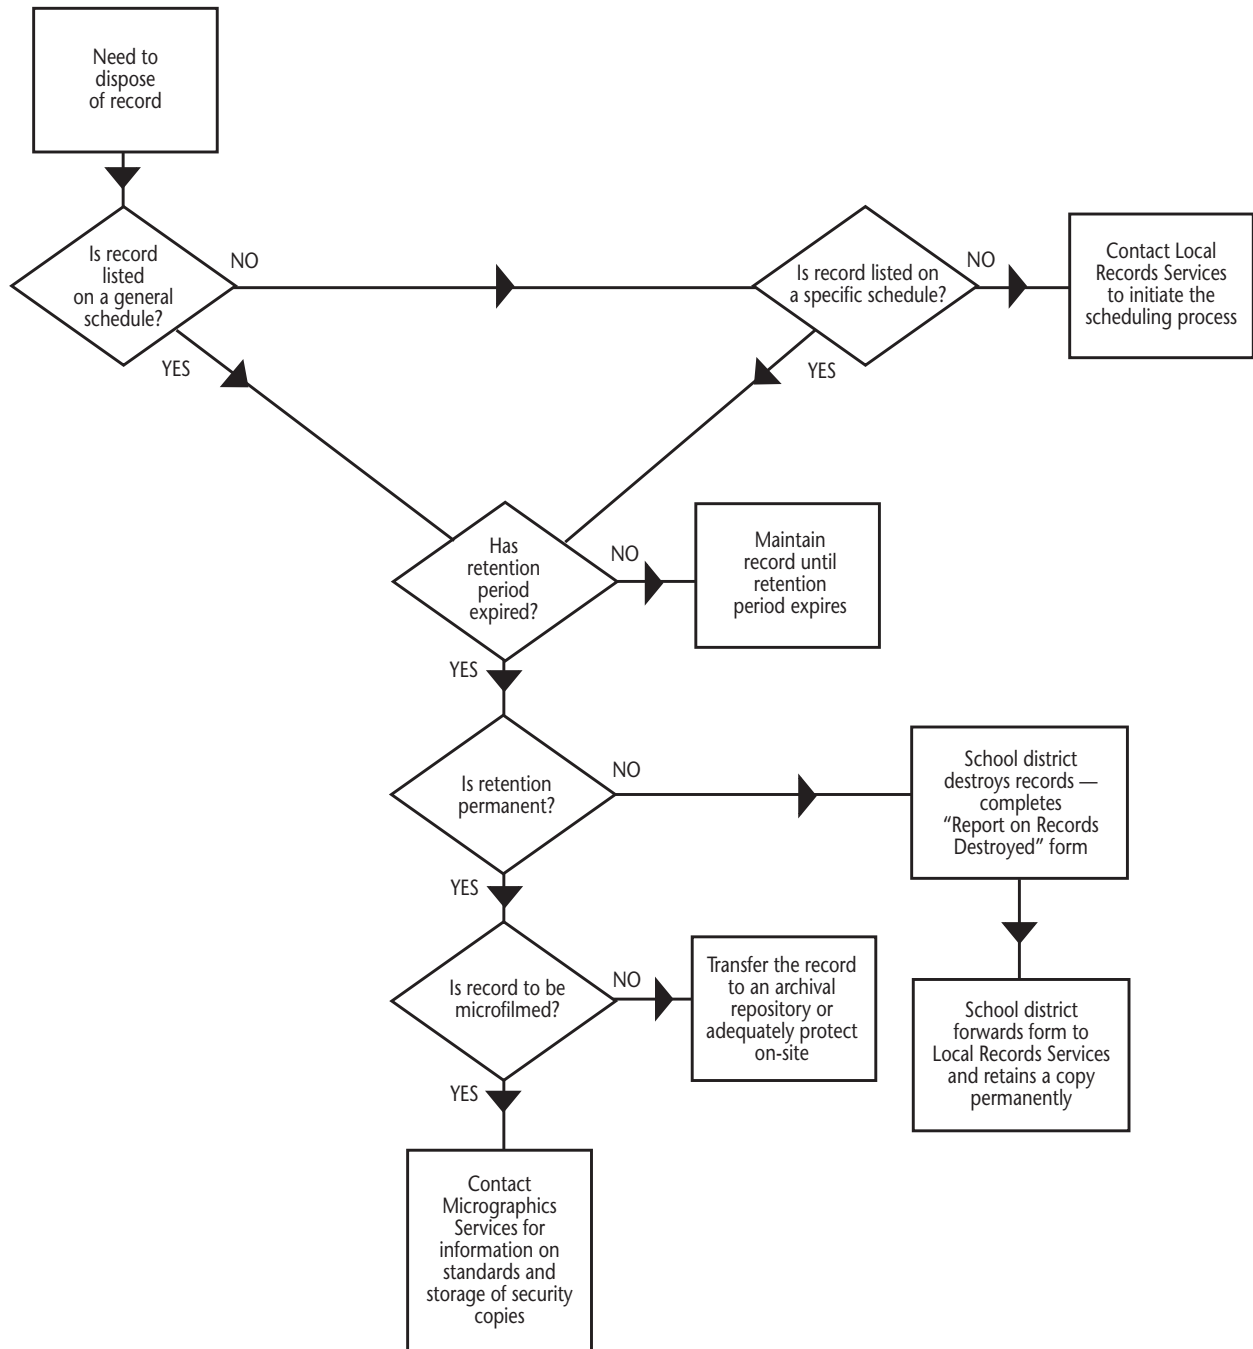 Need to
dispose
of record
Is record
listed
on a general
schedule?
NO
Is record listed on
a specific schedule?
NO
Contact Local
Records Services
to initiate the
scheduling process
YES
YES
Has
retention
period
expired?
NO
Maintain
record until
retention
period expires
YES
Is retention
permanent?
NO
School district
destroys records —
completes
“Report on Records
Destroyed” form
YES
Is record to be
microfilmed?
NO
Transfer the record
to an archival
repository or
adequately protect
on-site
School district
forwards form to
Local Records Services
and retains a copy
permanently
YES
Contact
Micrographics
Services for
information on
standards and
storage of security
copies